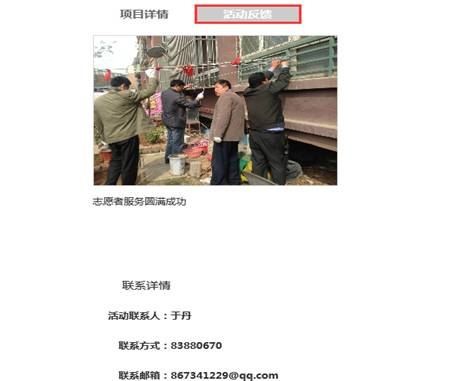 项目详情 活动反馈
志愿者服务圆满成功
联系详情
活动联系人：于丹
联系方式：83880670
联系邮箱：867341229@qq.com